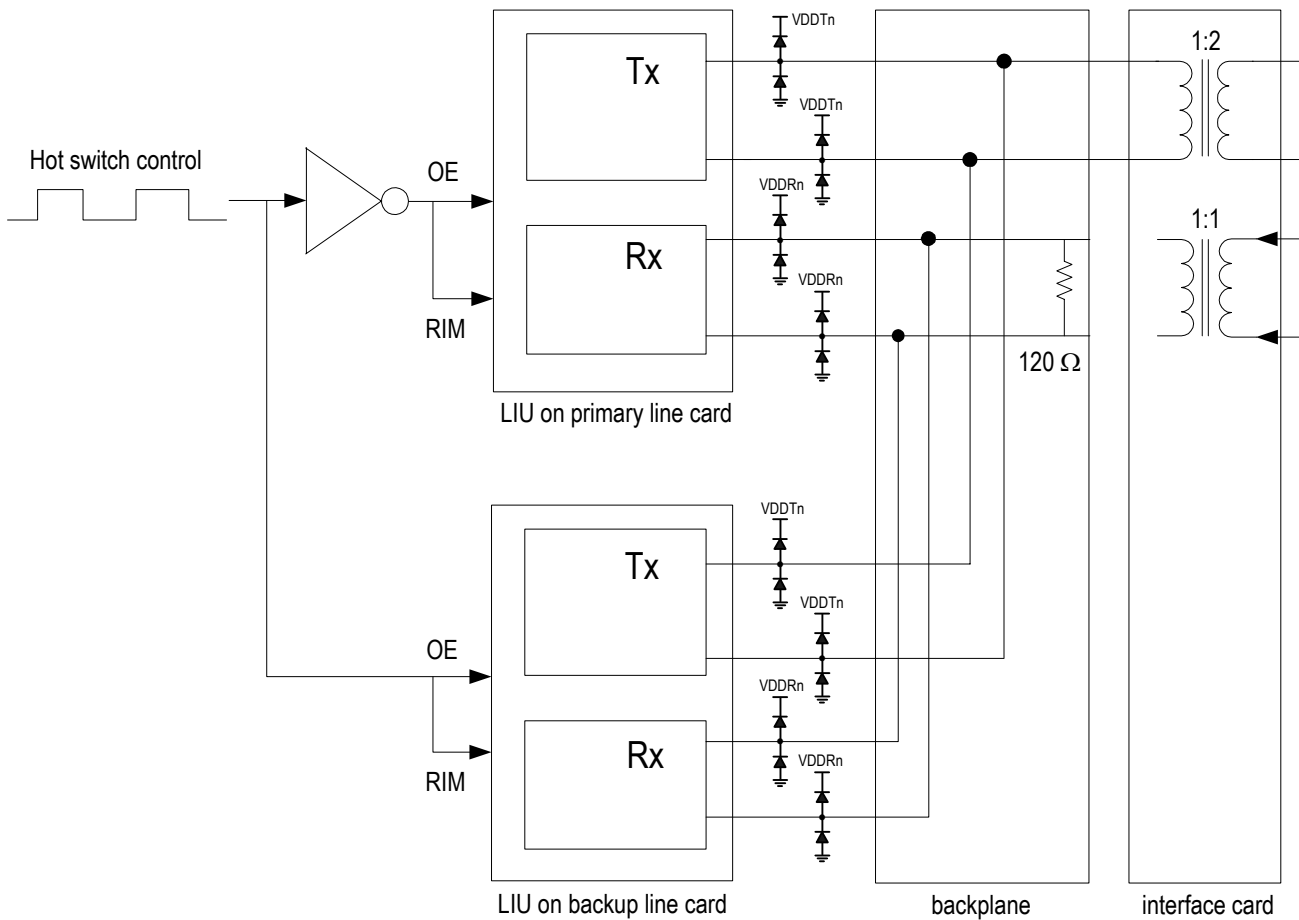 VDDTn
Tx
1:2
VDDTn
Hot switch control
OE
VDDRn
1:1
Rx
VDDRn
RIM
120 Ω
LIU on primary line card
VDDTn
Tx
VDDTn
OE
VDDRn
Rx
VDDRn
RIM
LIU on backup line card
backplane
interface card